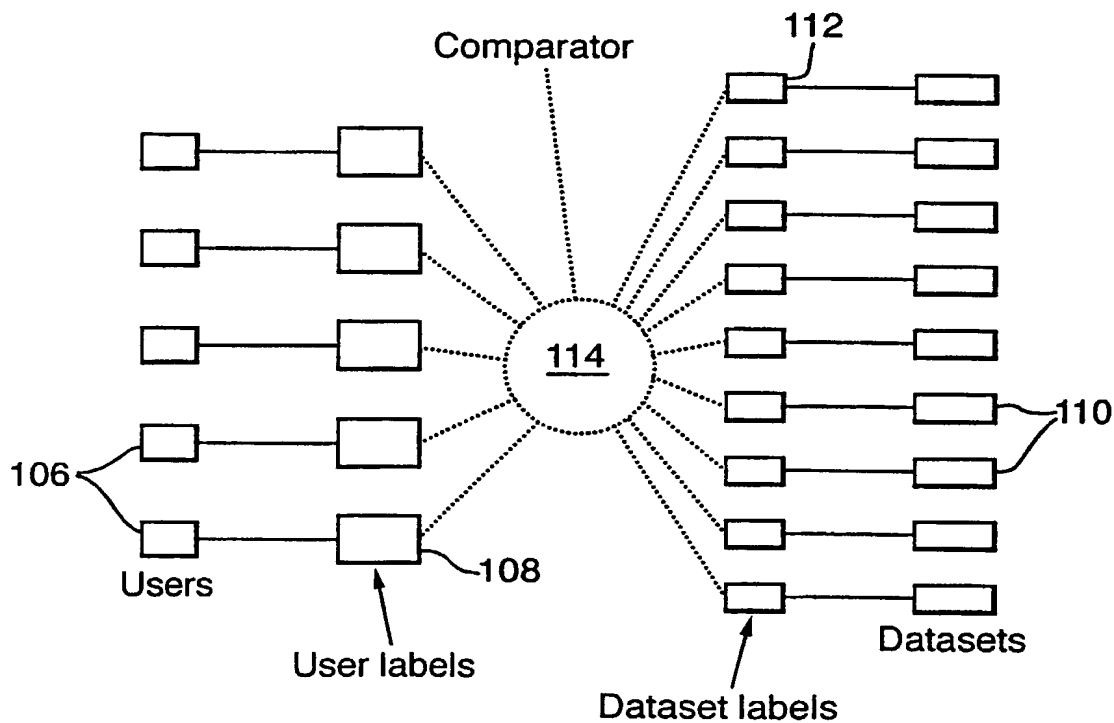 112
Comparator
114
110
106
108
Users
User labels
Datasets
Dataset labels